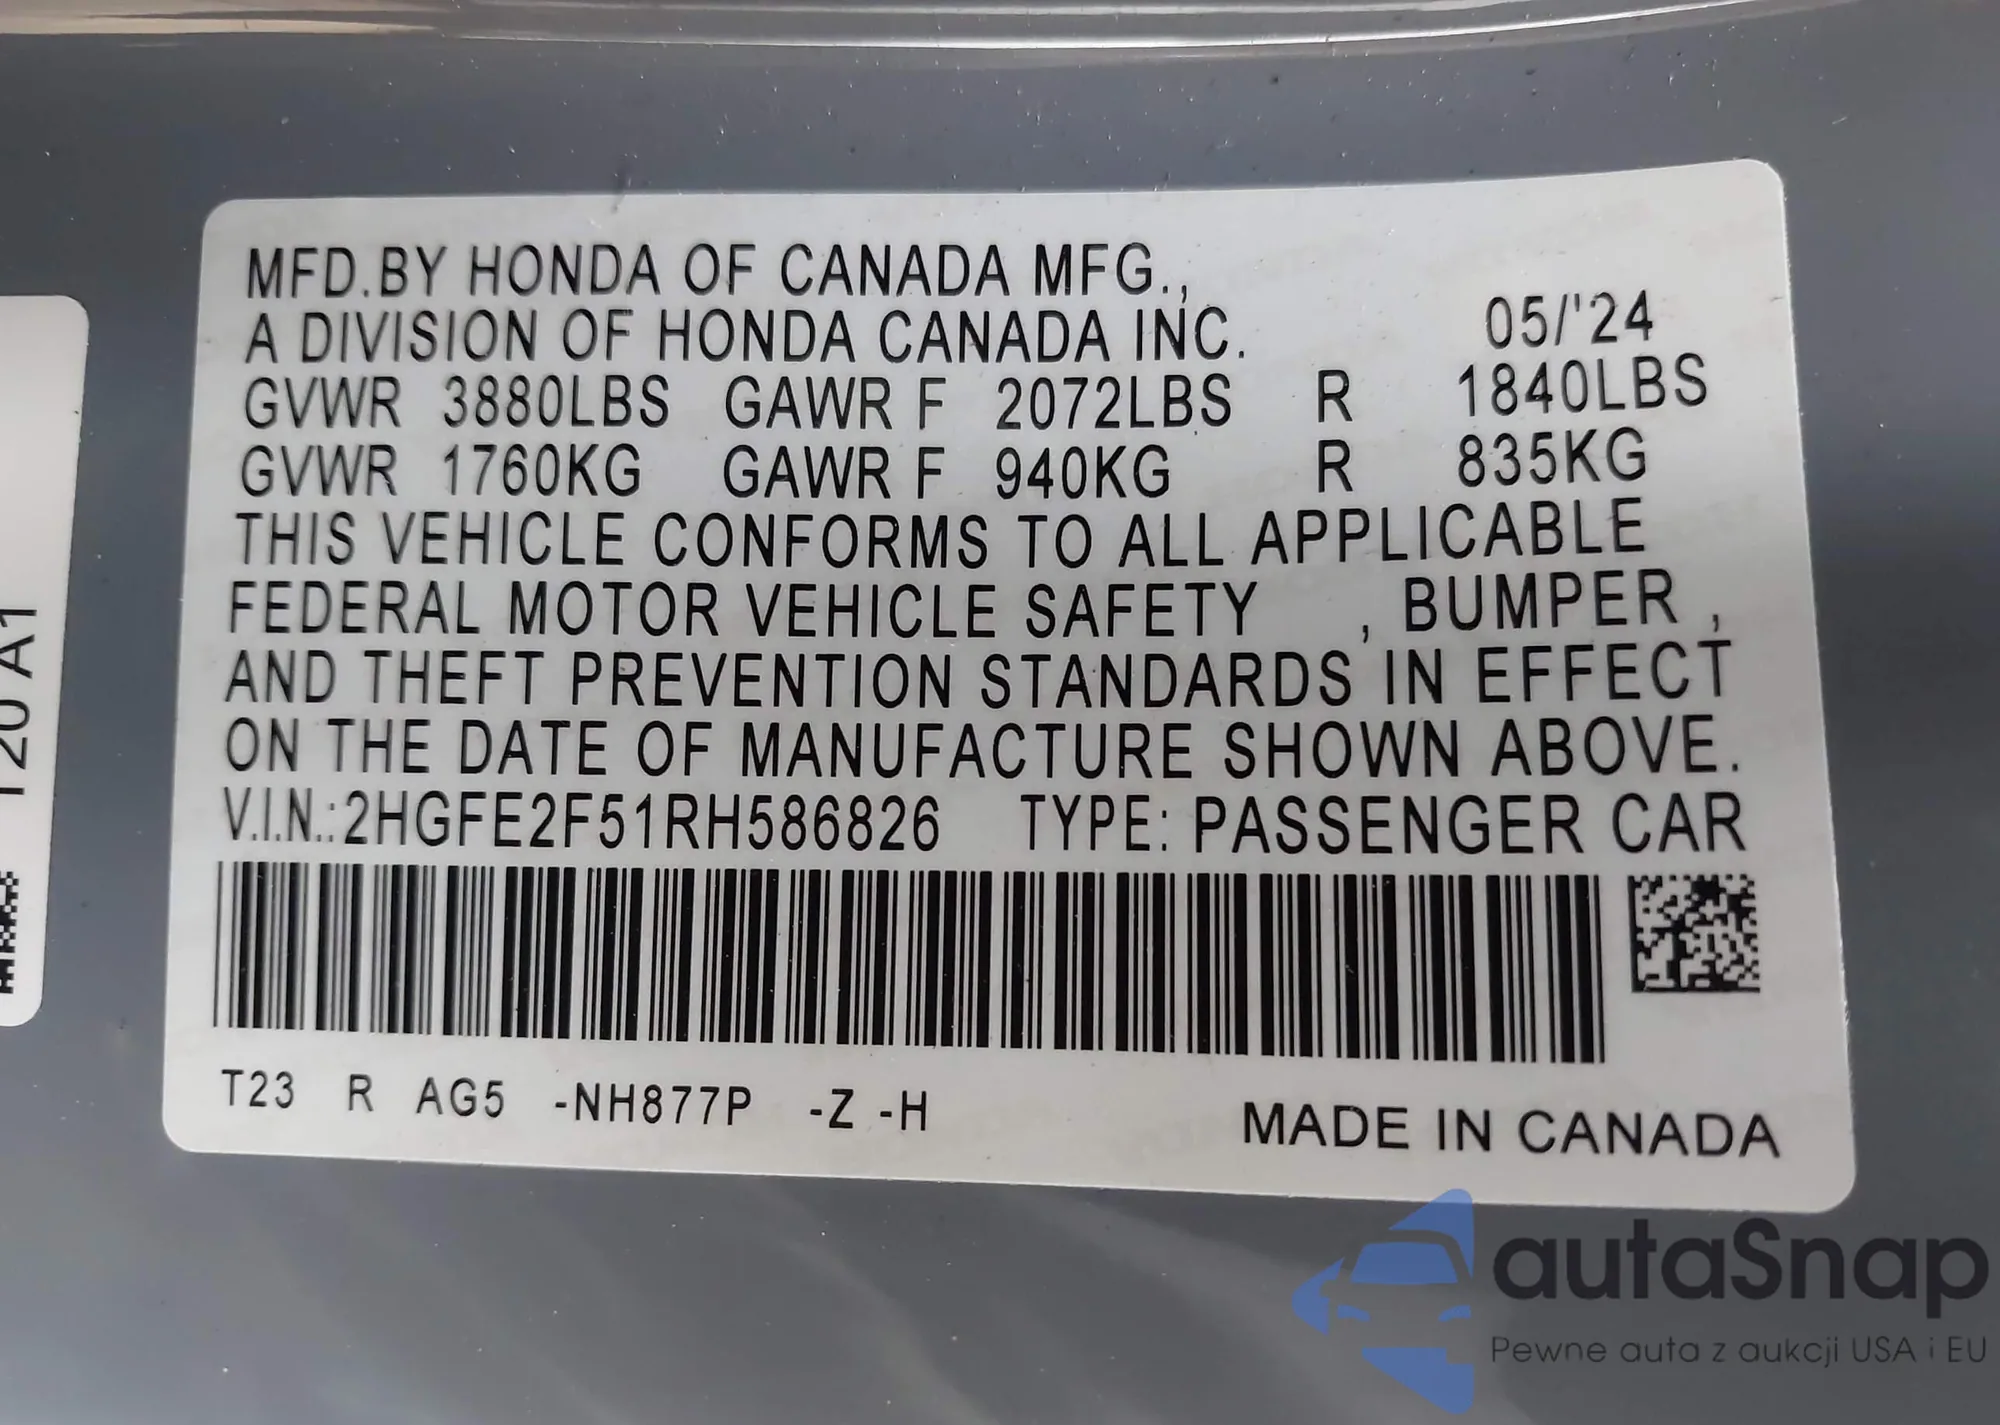 MFD.BY HONDA OF CANADA MFG.,
A DIVISION OF HONDA CANADA INC. 05/'24
GVWR 3880LBS GAWR F 2072LBS R 1840LBS
GVWR 1760KG GAWR F 940KG R 835KG
THIS VEHICLE CONFORMS TO ALL APPLICABLE
FEDERAL MOTOR VEHICLE SAFETY , BUMPER ,
AND THEFT PREVENTION STANDARDS IN EFFECT
ON THE DATE OF MANUFACTURE SHOWN ABOVE.
V.I.N.:2HGFE2F51RH586826 TYPE: PASSENGER CAR
T23 R AG5 -NH877P -Z -H
MADE IN CANADA
120 A1
autaSnap
Pewne auta z aukcji USA i EU